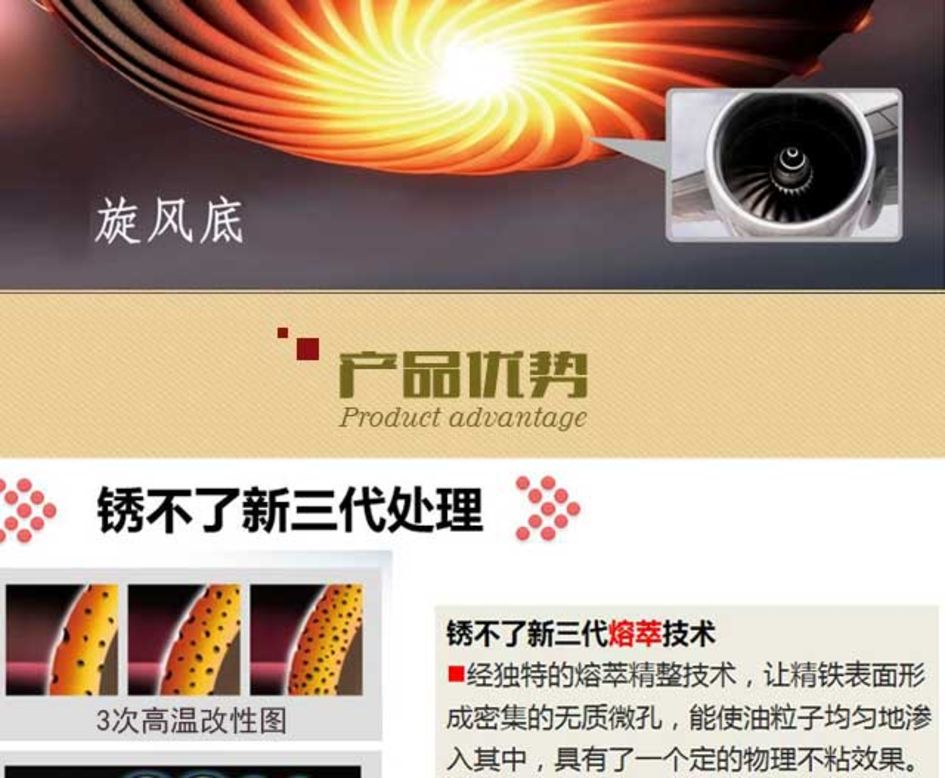 旋风底
产品优势
Product advantage
锈不了新三代处理
3次高温改性图
锈不了新三代熔萃技术
经独特的熔萃精整技术，让精铁表面形
成密集的无质微孔，能使油粒子均匀地渗
入其中，具有了一个定的物理不粘效果。